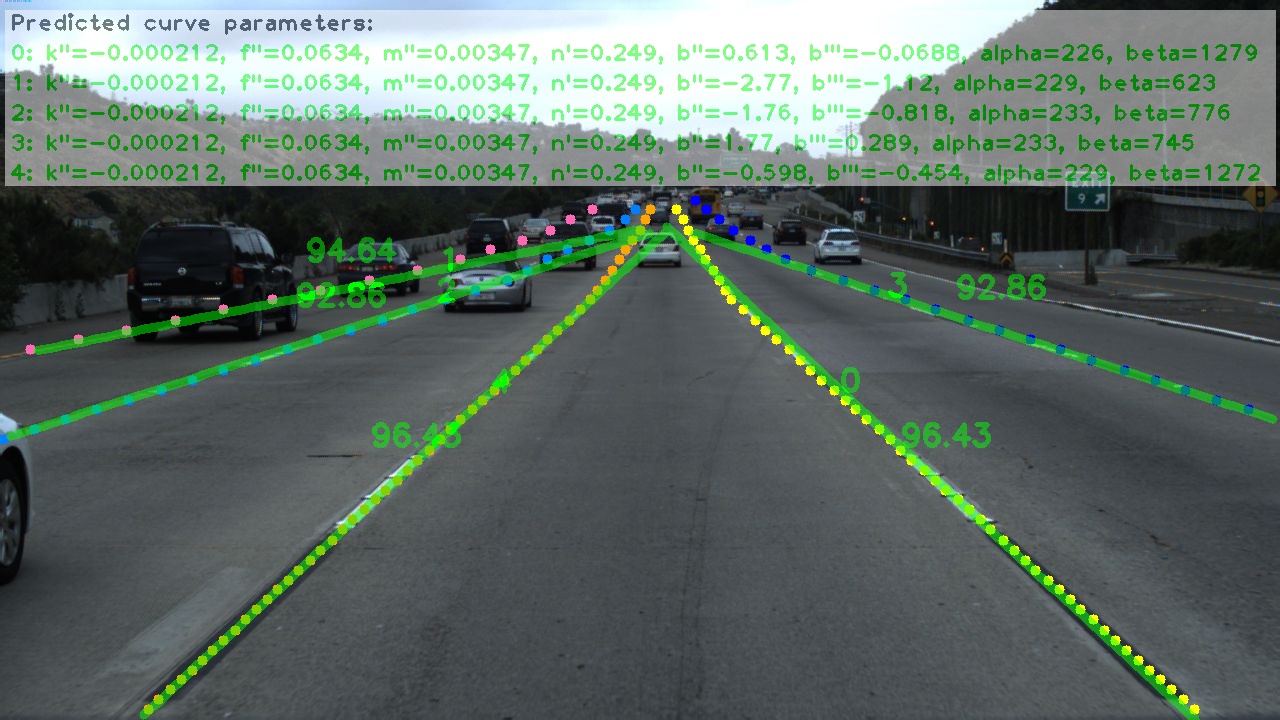 Predicted curve parameters:
0: k''=-0.000212, f''=0.0634, m''=0.00347, n'=0.249, b''=0.613, b'''=-0.0688, alpha=226, beta=1279
1: k''=-0.000212, f''=0.0634, m''=0.00347, n'=0.249, b''=-2.77, b'''=-1.12, alpha=229, beta=623
2: k''=-0.000212, f''=0.0634, m''=0.00347, n'=0.249, b''=-1.76, b'''=-0.818, alpha=233, beta=776
3: k''=-0.000212, f''=0.0634, m''=0.00347, n'=0.249, b''=1.77, b'''=0.289, alpha=233, beta=745
4: k''=-0.000212, f''=0.0634, m''=0.00347, n'=0.249, b''=-0.598, b'''=-0.454, alpha=229, beta=1272
EXIT
9
94.64 1
92.86 2
3 92.86
4
0
96.43
96.43